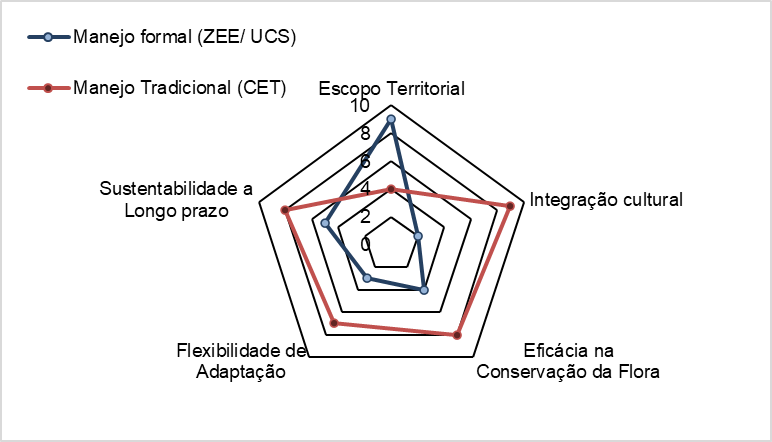 Manejo formal (ZEE/ UCS)
Manejo Tradicional (CET)
Escopo Territorial
10
8
6
4
2
0
Sustentabilidade a
Longo prazo
Integração cultural
Flexibilidade de
Adaptação
Eficácia na
Conservação da Flora